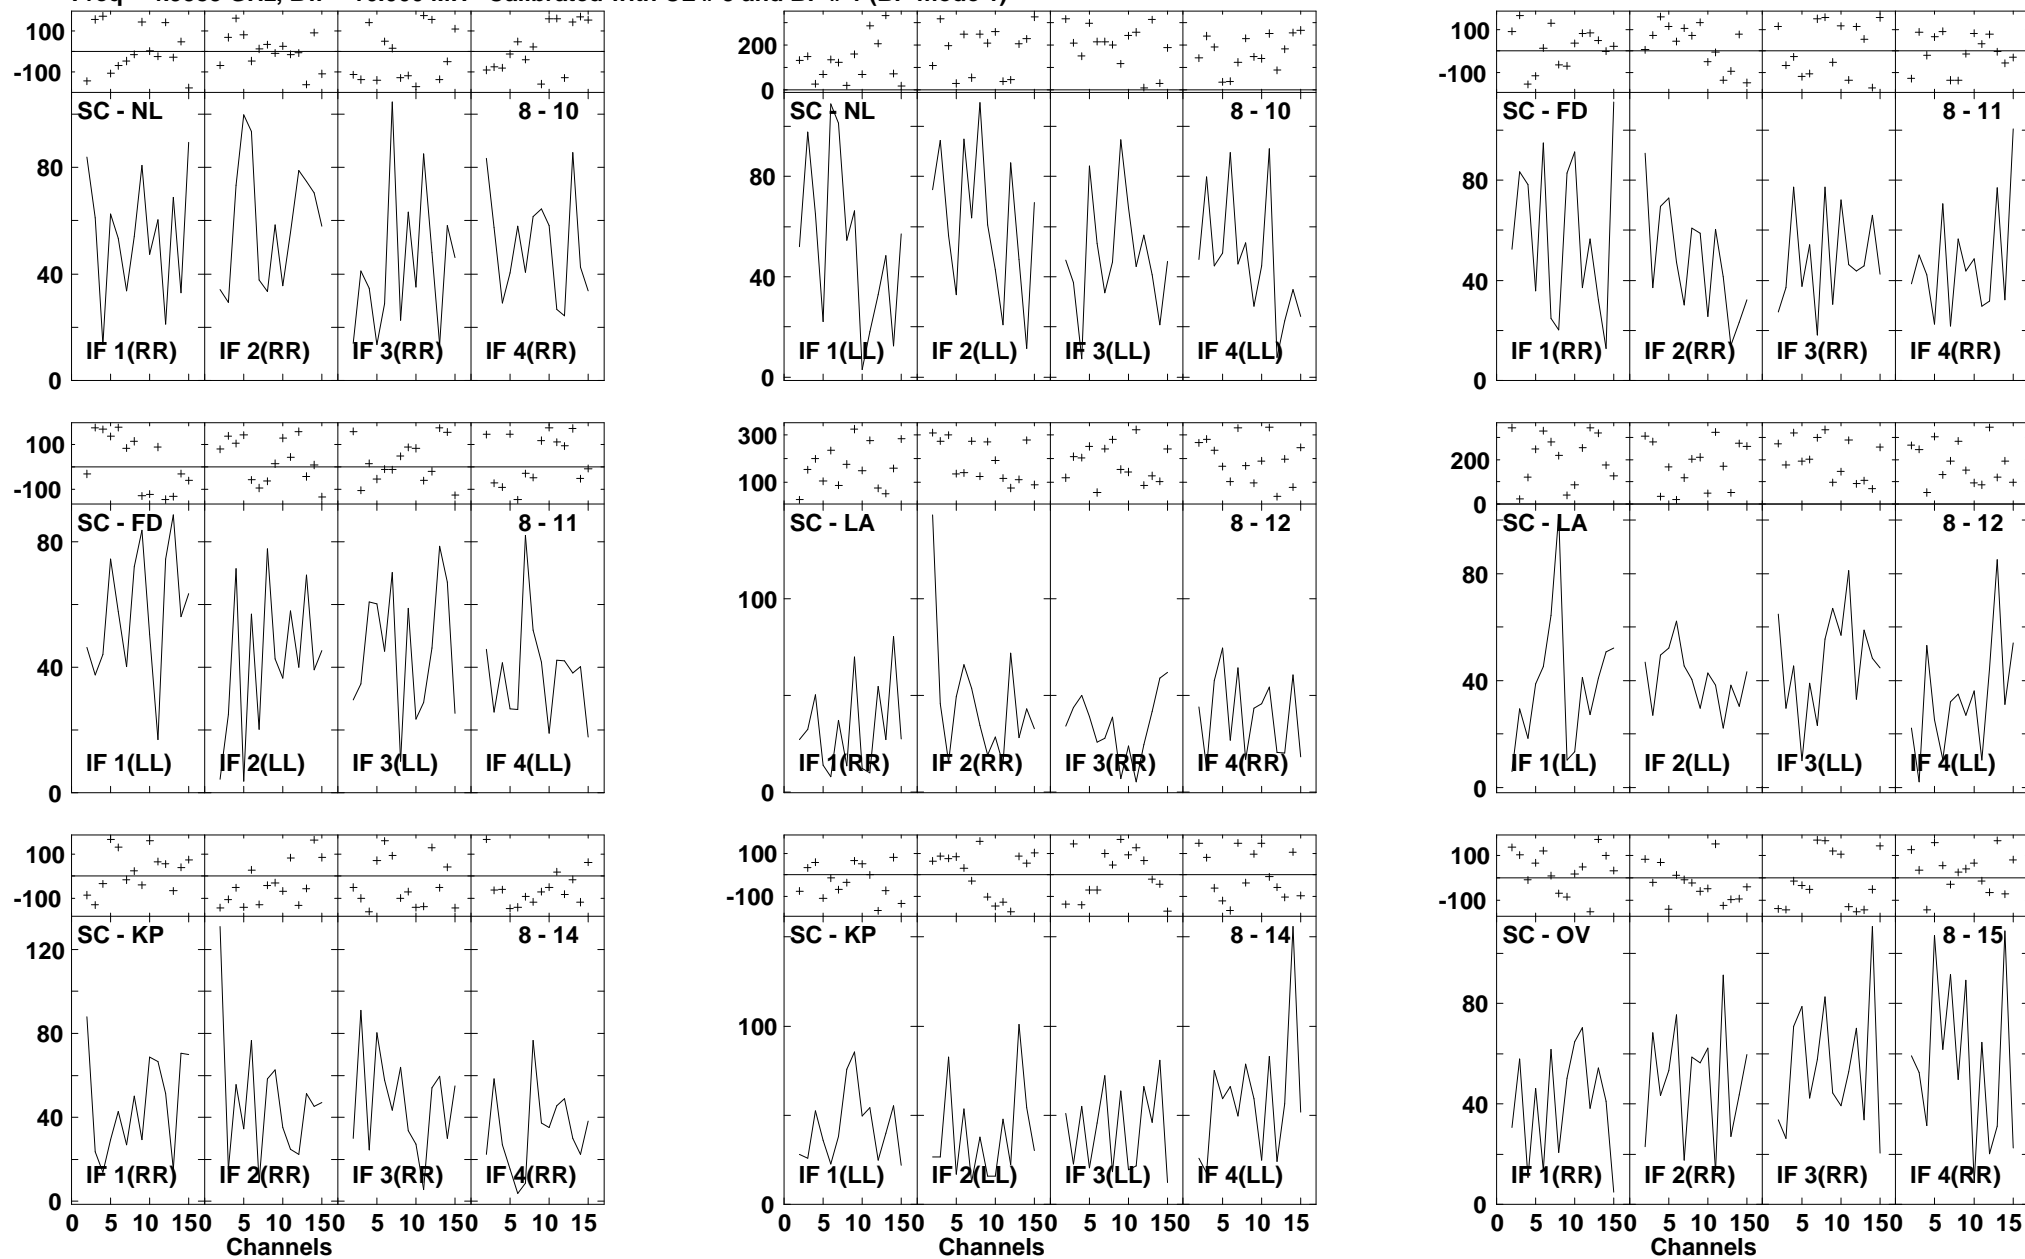 100 200 100
-100 0 -100
SC - NL 8 - 10 SC - NL 8 - 10 SC - FD 8 - 11
80 80 80
40 40 40
IF 1(RR) IF 2(RR) IF 3(RR) IF 4(RR) IF 1(LL) IF 2(LL) IF 3(LL) IF 4(LL) IF 1(RR) IF 2(RR) IF 3(RR) IF 4(RR)
0 0 0
100 300 200
-100 100 0
SC - FD 8 - 11 SC - LA 8 - 12 SC - LA 8 - 12
80 100 80
40 40
IF 1(LL) IF 2(LL) IF 3(LL) IF 4(LL) IF 1(RR) IF 2(RR) IF 3(RR) IF 4(RR) IF 1(LL) IF 2(LL) IF 3(LL) IF 4(LL)
0 0 0
100 100 100
-100 -100 -100
SC - KP 8 - 14 SC - KP 8 - 14 SC - OV 8 - 15
120 100 80
80 40
40
IF 1(RR) IF 2(RR) IF 3(RR) IF 4(RR) IF 1(LL) IF 2(LL) IF 3(LL) IF 4(LL) IF 1(RR) IF 2(RR) IF 3(RR) IF 4(RR)
0 0 0
0 5 10 150 5 10 150 5 10 150 5 10 15 0 5 10 150 5 10 150 5 10 150 5 10 15 0 5 10 150 5 10 150 5 10 150 5 10 15
Channels Channels Channels